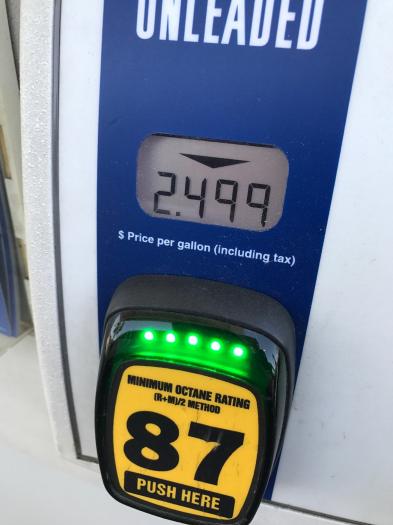 UNLEADED
2.499
$ Price per gallon (including tax)
MINIMUM OCTANE RATING
(R+M)/2 METHOD
87
PUSH HERE